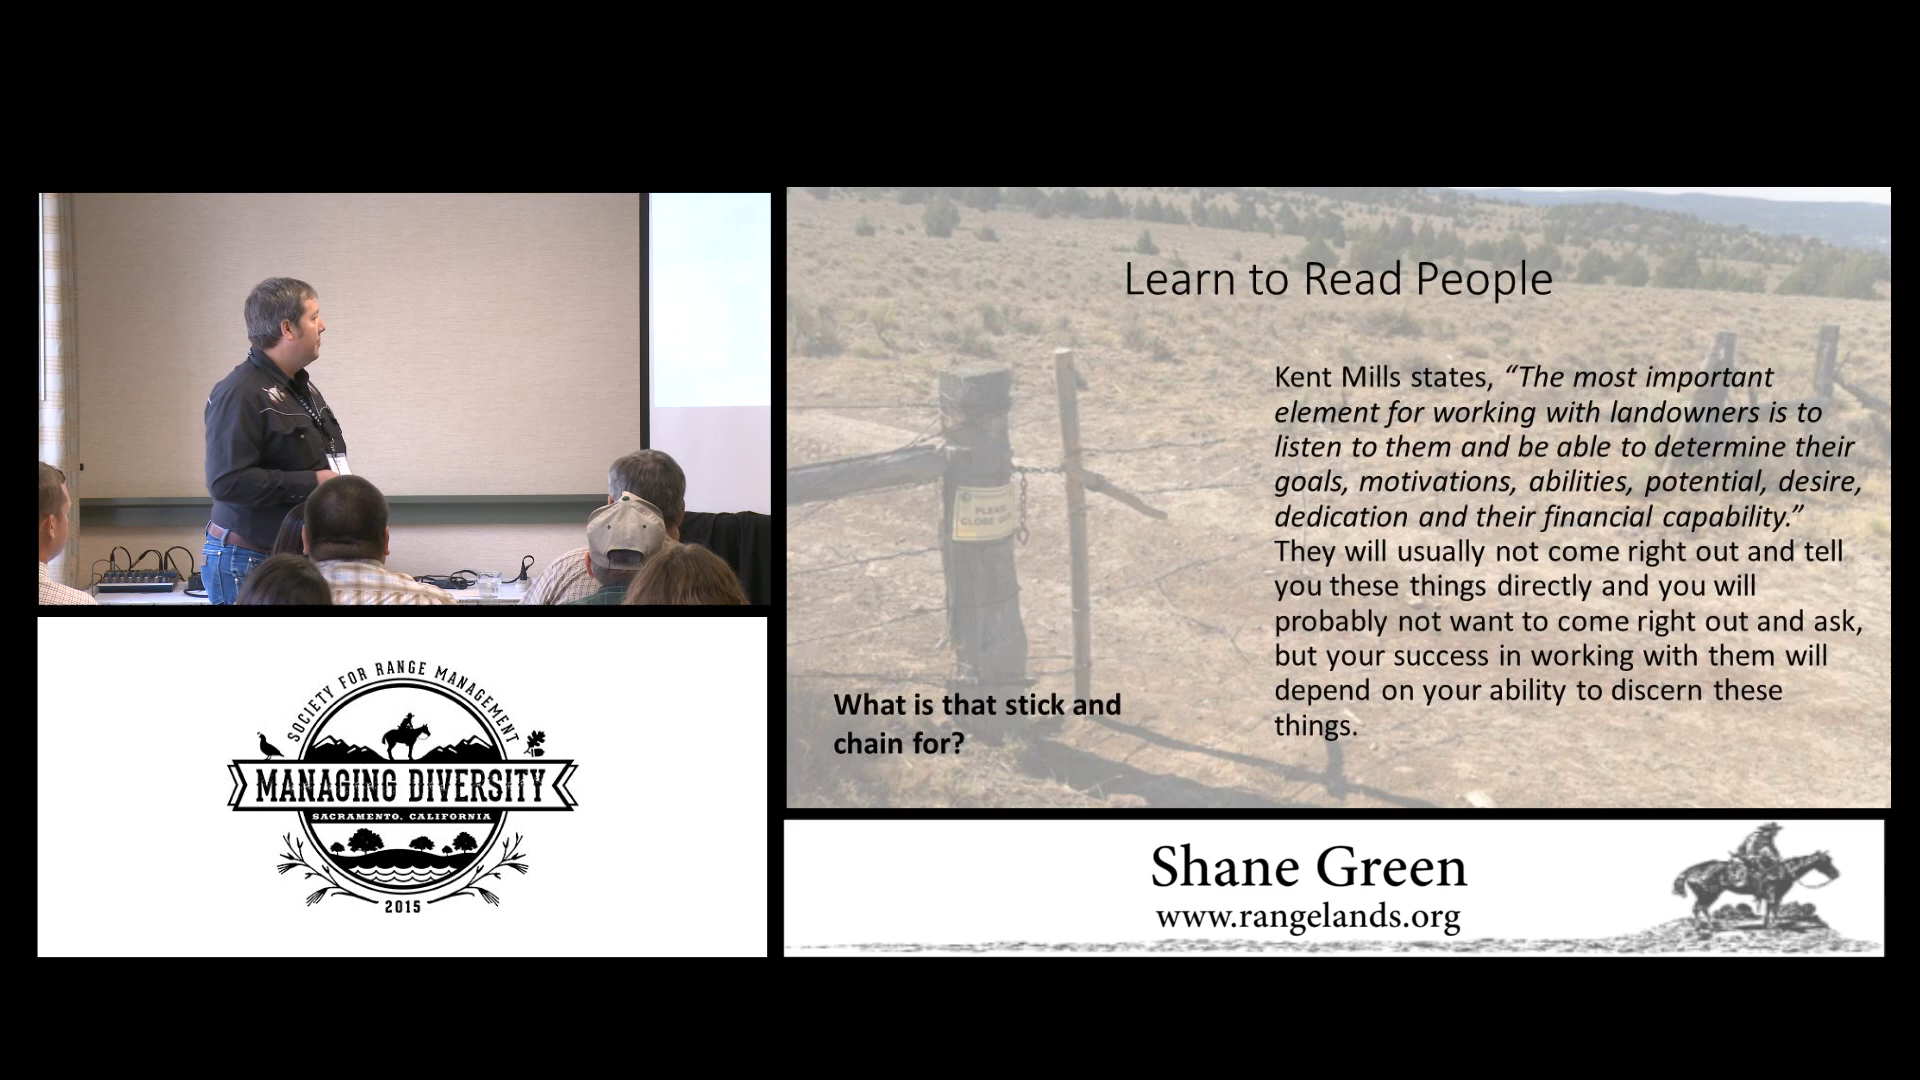 Learn to Read People
Kent Mills states, “The most important
element for working with landowners is to
listen to them and be able to determine their
goals, motivations, abilities, potential, desire,
dedication and their financial capability.”
They will usually not come right out and tell
you these things directly and you will
probably not want to come right out and ask,
but your success in working with them will
depend on your ability to discern these
things.
PLEASE
CLOSE
What is that stick and
chain for?
SOCIETY FOR RANGE MANAGEMENT
MANAGING DIVERSITY
SACRAMENTO, CALIFORNIA
2015
Shane Green
www.rangelands.org